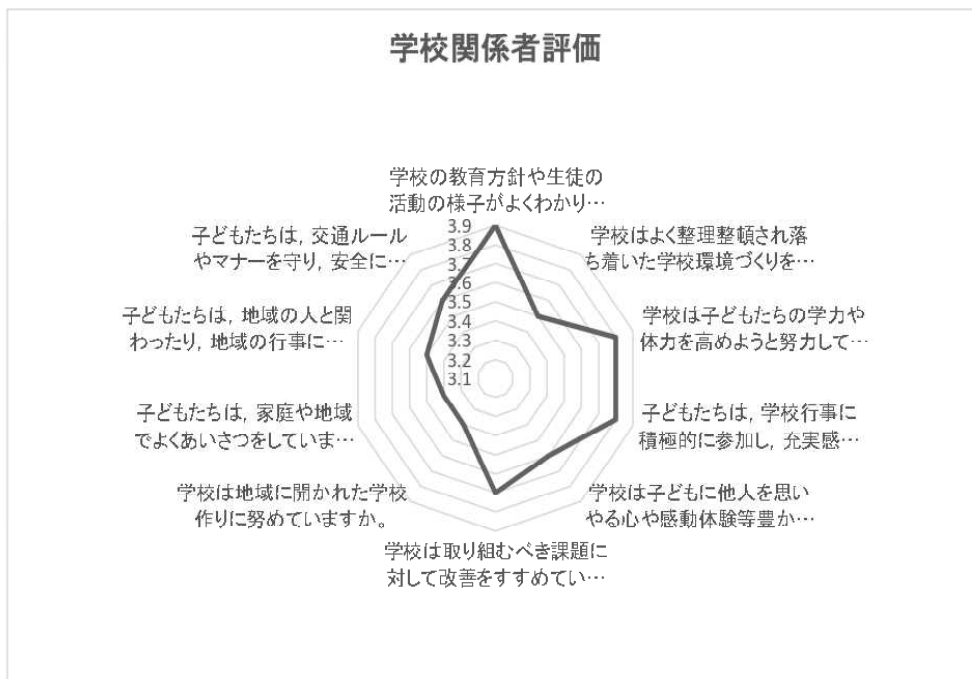 学校関係者評価
学校の教育方針や生徒の
活動の様子がよくわかり…
学校はよく整理整頓され落
ち着いた学校環境づくりを…
学校は子どもたちの学力や
体力を高めようと努力して…
子どもたちは，学校行事に
積極的に参加し，充実感…
学校は子どもに他人を思い
やる心や感動体験等豊か…
学校は取り組むべき課題に
対して改善をすすめてい…
学校は地域に開かれた学校
作りに努めていますか。
子どもたちは，家庭や地域
でよくあいさつをしていま…
子どもたちは，地域の人と関
わったり，地域の行事に…
子どもたちは，交通ルール
やマナーを守り，安全に…
3.9
3.8
3.7
3.6
3.5
3.4
3.3
3.2
3.1